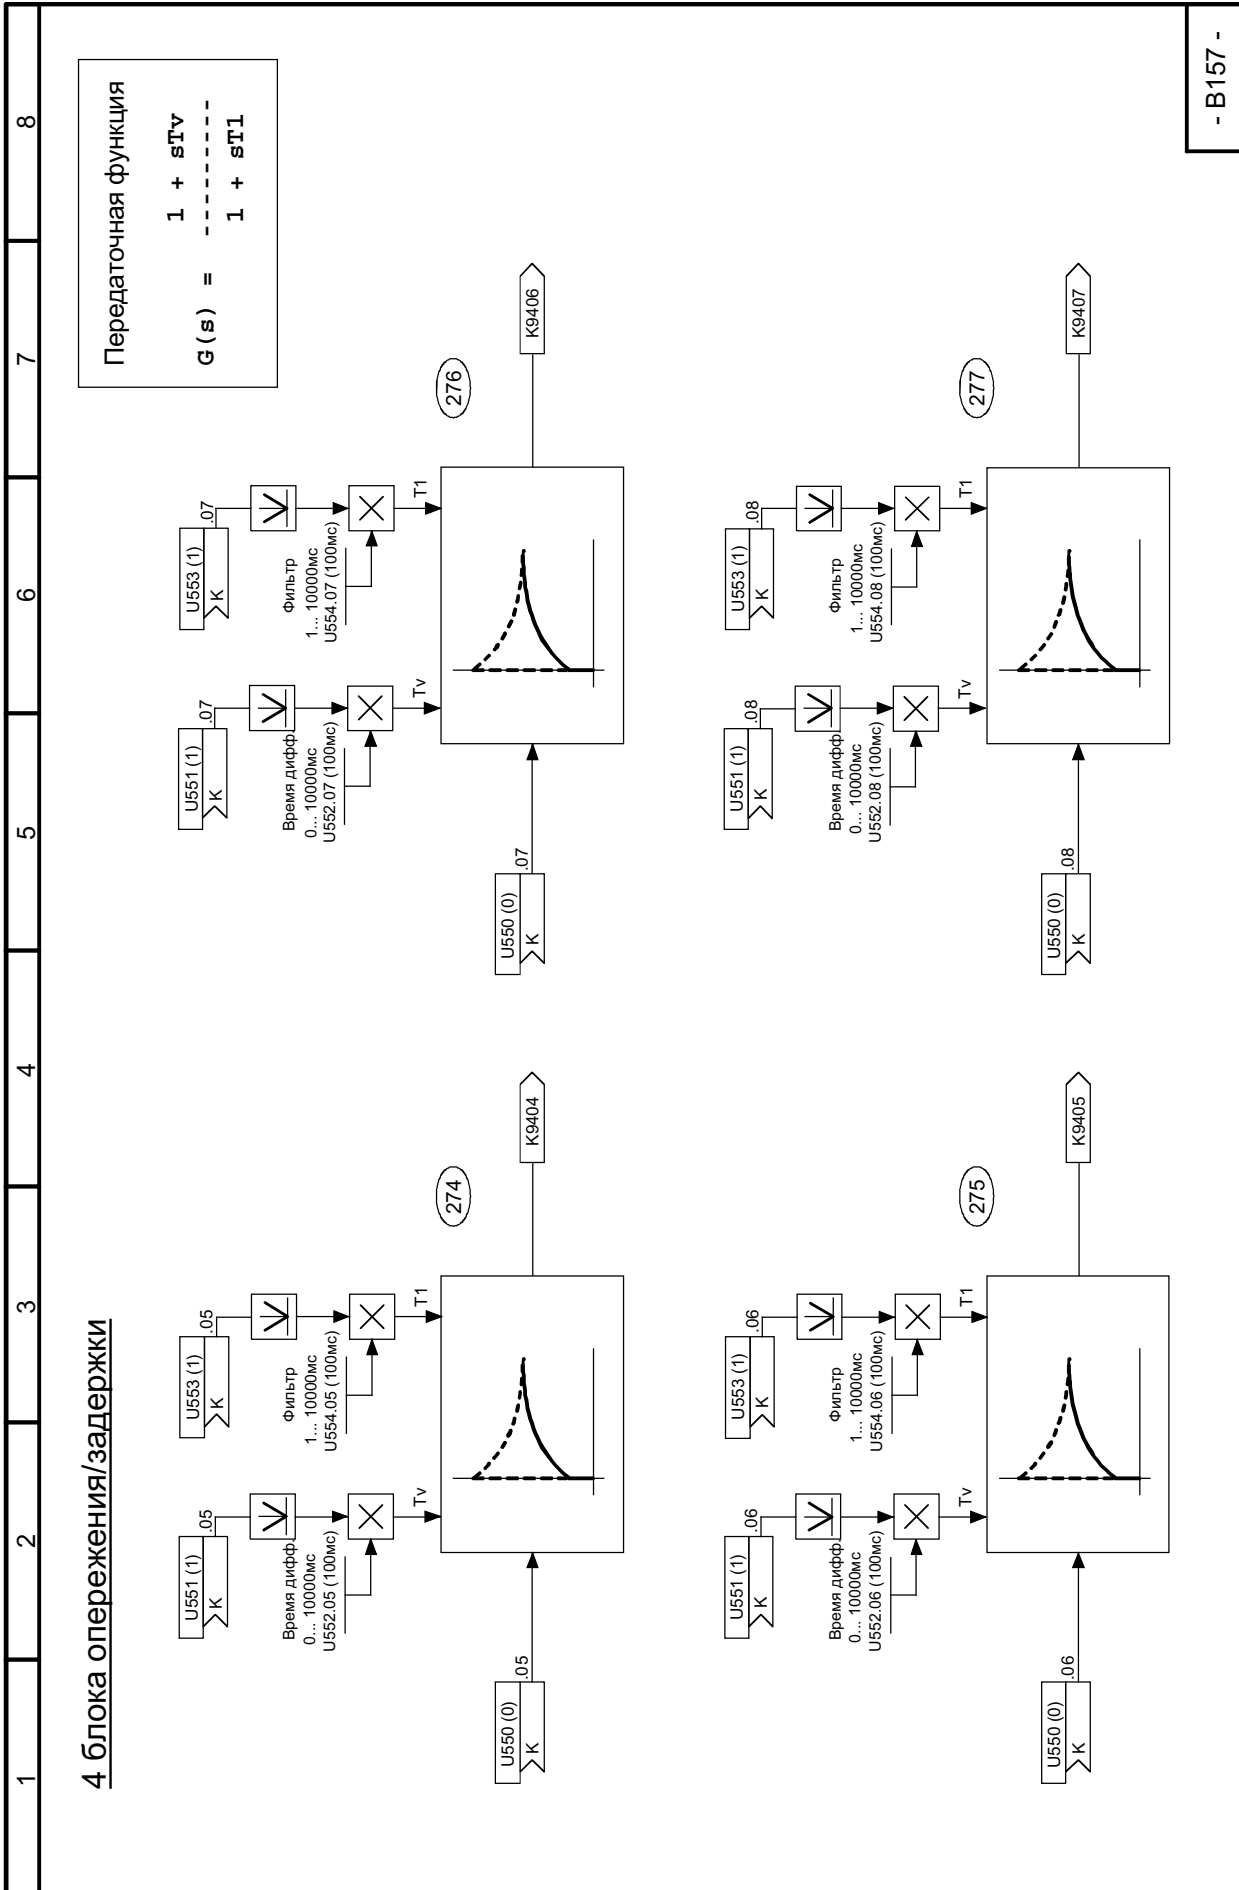 1 2 3 4 5 6 7 8
4 блока опережения/задержки
Передаточная функция
1 + sTv
G(s) = ----------
1 + sT1
U551 (1)
K
.05
U553 (1)
K
.05
Время дифф.
0... 10000мс
U552.05 (100мс)
Фильтр
1... 10000мс
U554.05 (100мс)
Tv
T1
274
U550 (0)
K
.05
K9404
U551 (1)
K
.07
U553 (1)
K
.07
Время дифф.
0... 10000мс
U552.07 (100мс)
Фильтр
1... 10000мс
U554.07 (100мс)
Tv
T1
276
U550 (0)
K
.07
K9406
U551 (1)
K
.06
U553 (1)
K
.06
Время дифф.
0... 10000мс
U552.06 (100мс)
Фильтр
1... 10000мс
U554.06 (100мс)
Tv
T1
275
U550 (0)
K
.06
K9405
U551 (1)
K
.08
U553 (1)
K
.08
Время дифф.
0... 10000мс
U552.08 (100мс)
Фильтр
1... 10000мс
U554.08 (100мс)
Tv
T1
277
U550 (0)
K
.08
K9407
- B157 -